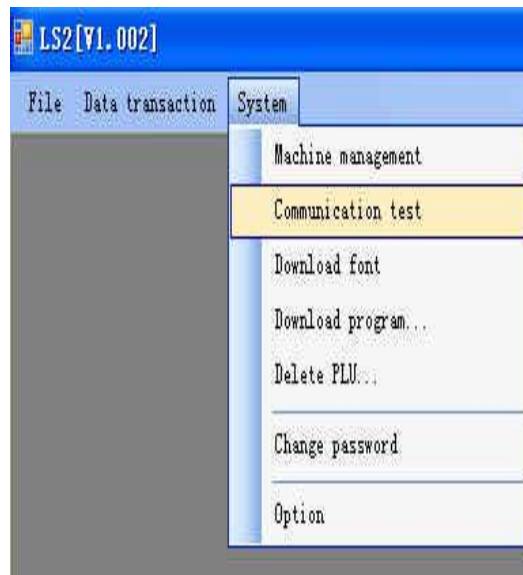 LS2[V1.002]
File Data transaction System
Machine management
Communication test
Download font
Download program...
Delete PLU...
Change password
Option